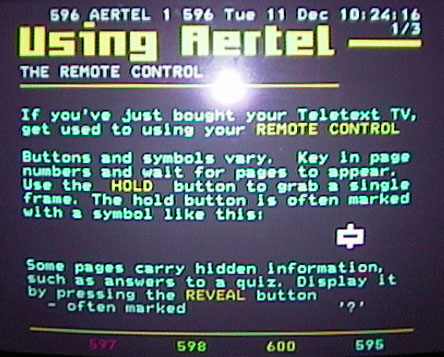 596 AERTEL 1 596 Tue 11 Dec 10:24:16
Using Aertel
1/3
THE REMOTE CONTROL
If you've just bought your Teletext TV,
get used to using your REMOTE CONTROL
Buttons and symbols vary. Key in page
numbers and wait for pages to appear.
Use the HOLD button to grab a single
frame. The hold button is often marked
with a symbol like this:
Some pages carry hidden information,
such as answers to a quiz. Display it
by pressing the REVEAL button
- often marked '?'
597 598 600 595